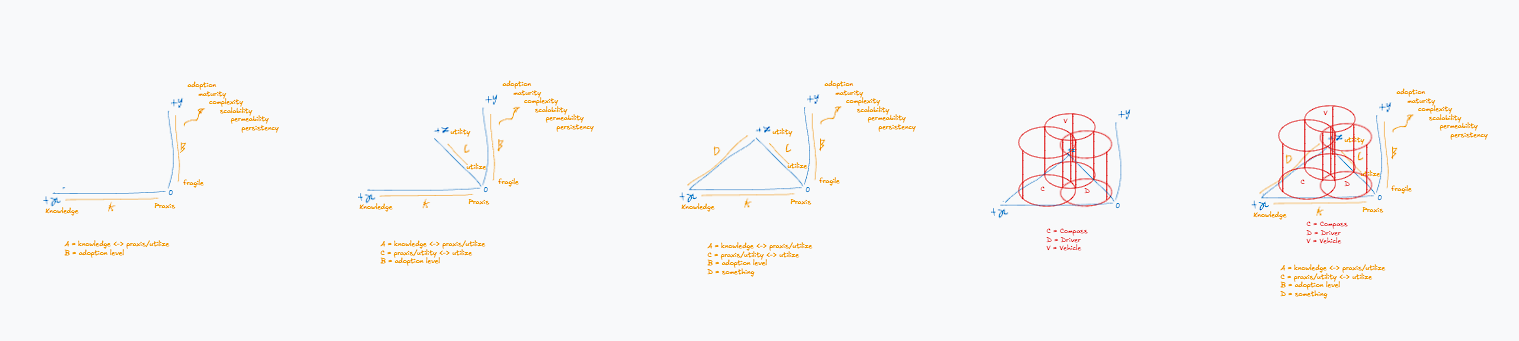 adoption
maturity
complexity
scalability
permeability
persistency
+y
B
fragile
0
+x
Knowledge
K
Praxis
A = knowledge <-> praxis/utilize
B = adoption level
adoption
maturity
complexity
scalability
permeability
persistency
+y
+z utility
C
B
utilize
fragile
0
+x
Knowledge
K
Praxis
A = knowledge <-> praxis/utilize
C = praxis/utility <-> utilize
B = adoption level
adoption
maturity
complexity
scalability
permeability
persistency
+y
+z utility
D
C
B
utilize
fragile
0
+x
Knowledge
K
Praxis
A = knowledge <-> praxis/utilize
C = praxis/utility <-> utilize
B = adoption level
D = something
+y
V
C
D
0
+x
C = Compass
D = Driver
V = Vehicle
adoption
maturity
complexity
scalability
permeability
persistency
+y
V
+z utility
D
C
B
utilize
fragile
C
D
0
+x
Knowledge
K
Praxis
C = Compass
D = Driver
V = Vehicle
A = knowledge <-> praxis/utilize
C = praxis/utility <-> utilize
B = adoption level
D = something